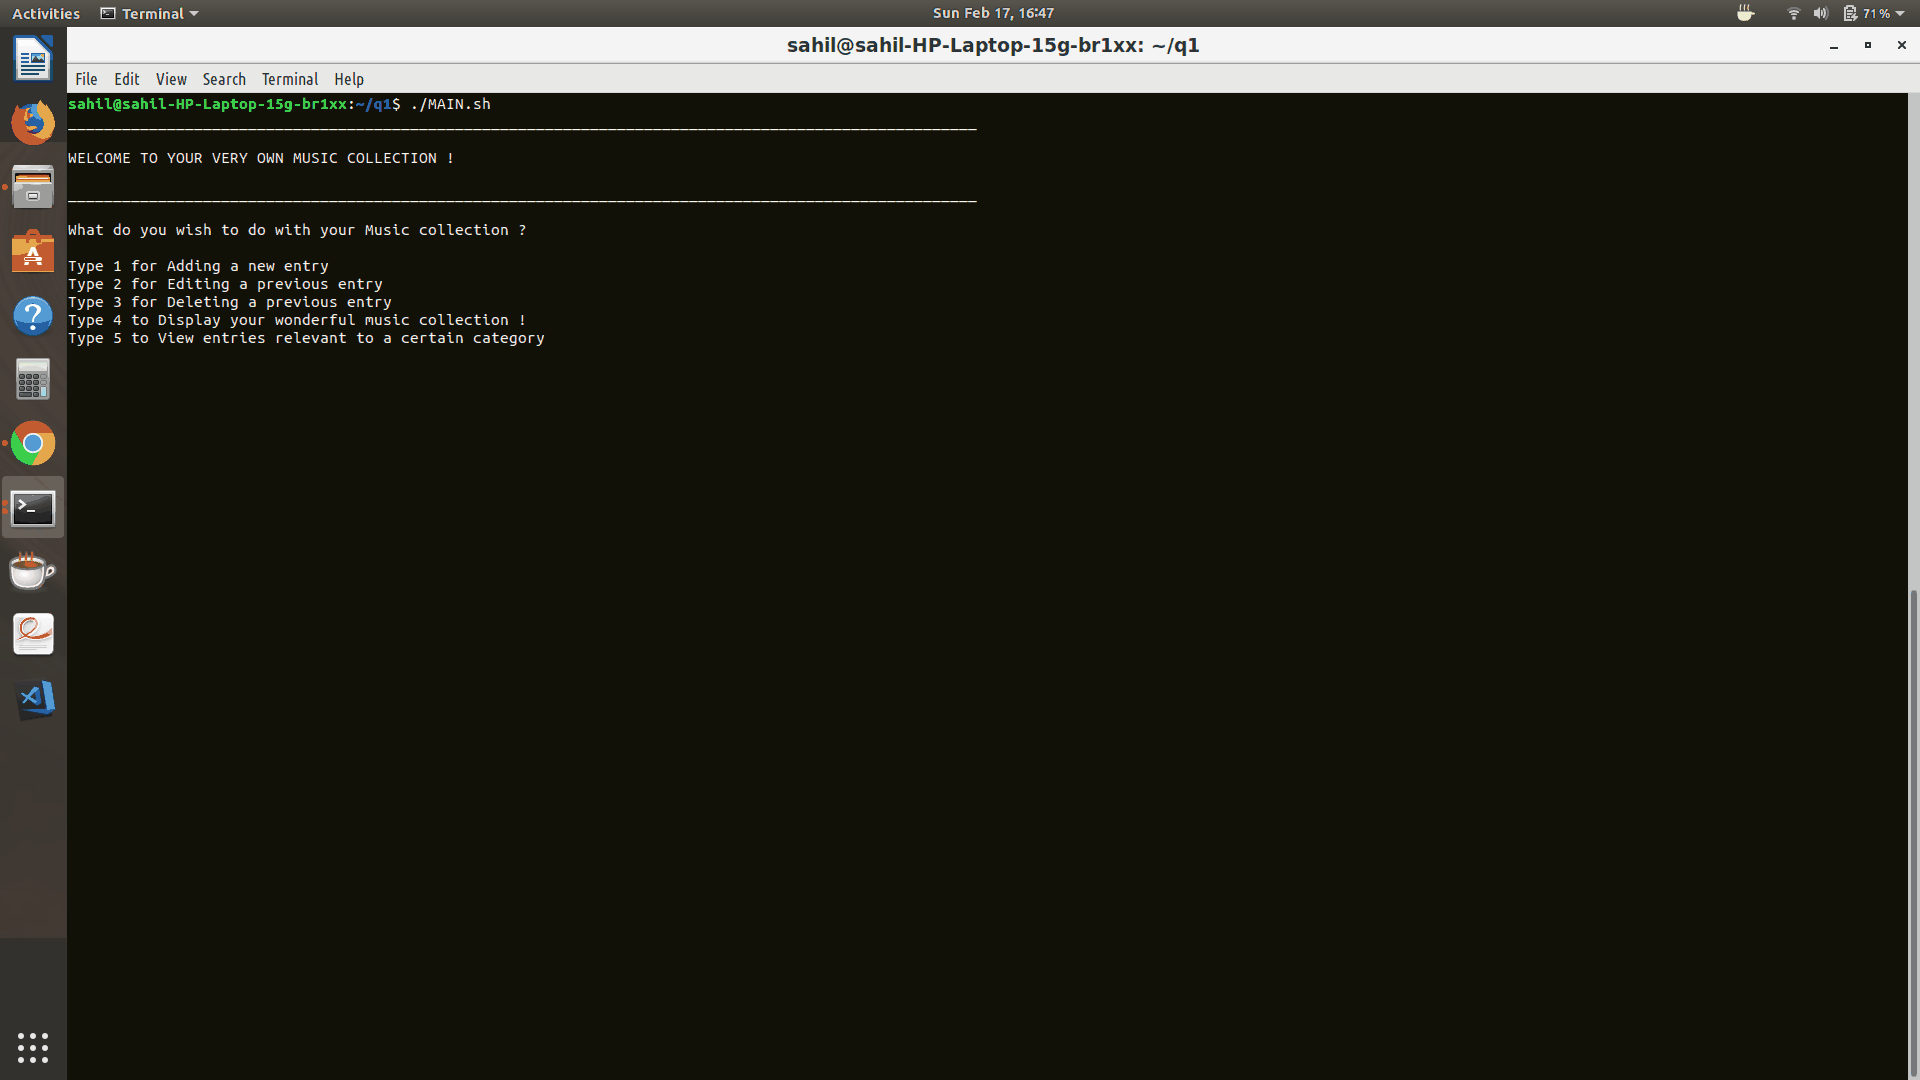 Activities Terminal Sun Feb 17, 16:47 71%
sahil@sahil-HP-Laptop-15g-br1xx: ~/q1
File Edit View Search Terminal Help
sahil@sahil-HP-Laptop-15g-br1xx:~/q1$ ./MAIN.sh
_____________________________________________________________________________________________________
WELCOME TO YOUR VERY OWN MUSIC COLLECTION !
_____________________________________________________________________________________________________
What do you wish to do with your Music collection ?
Type 1 for Adding a new entry
Type 2 for Editing a previous entry
Type 3 for Deleting a previous entry
Type 4 to Display your wonderful music collection !
Type 5 to View entries relevant to a certain category